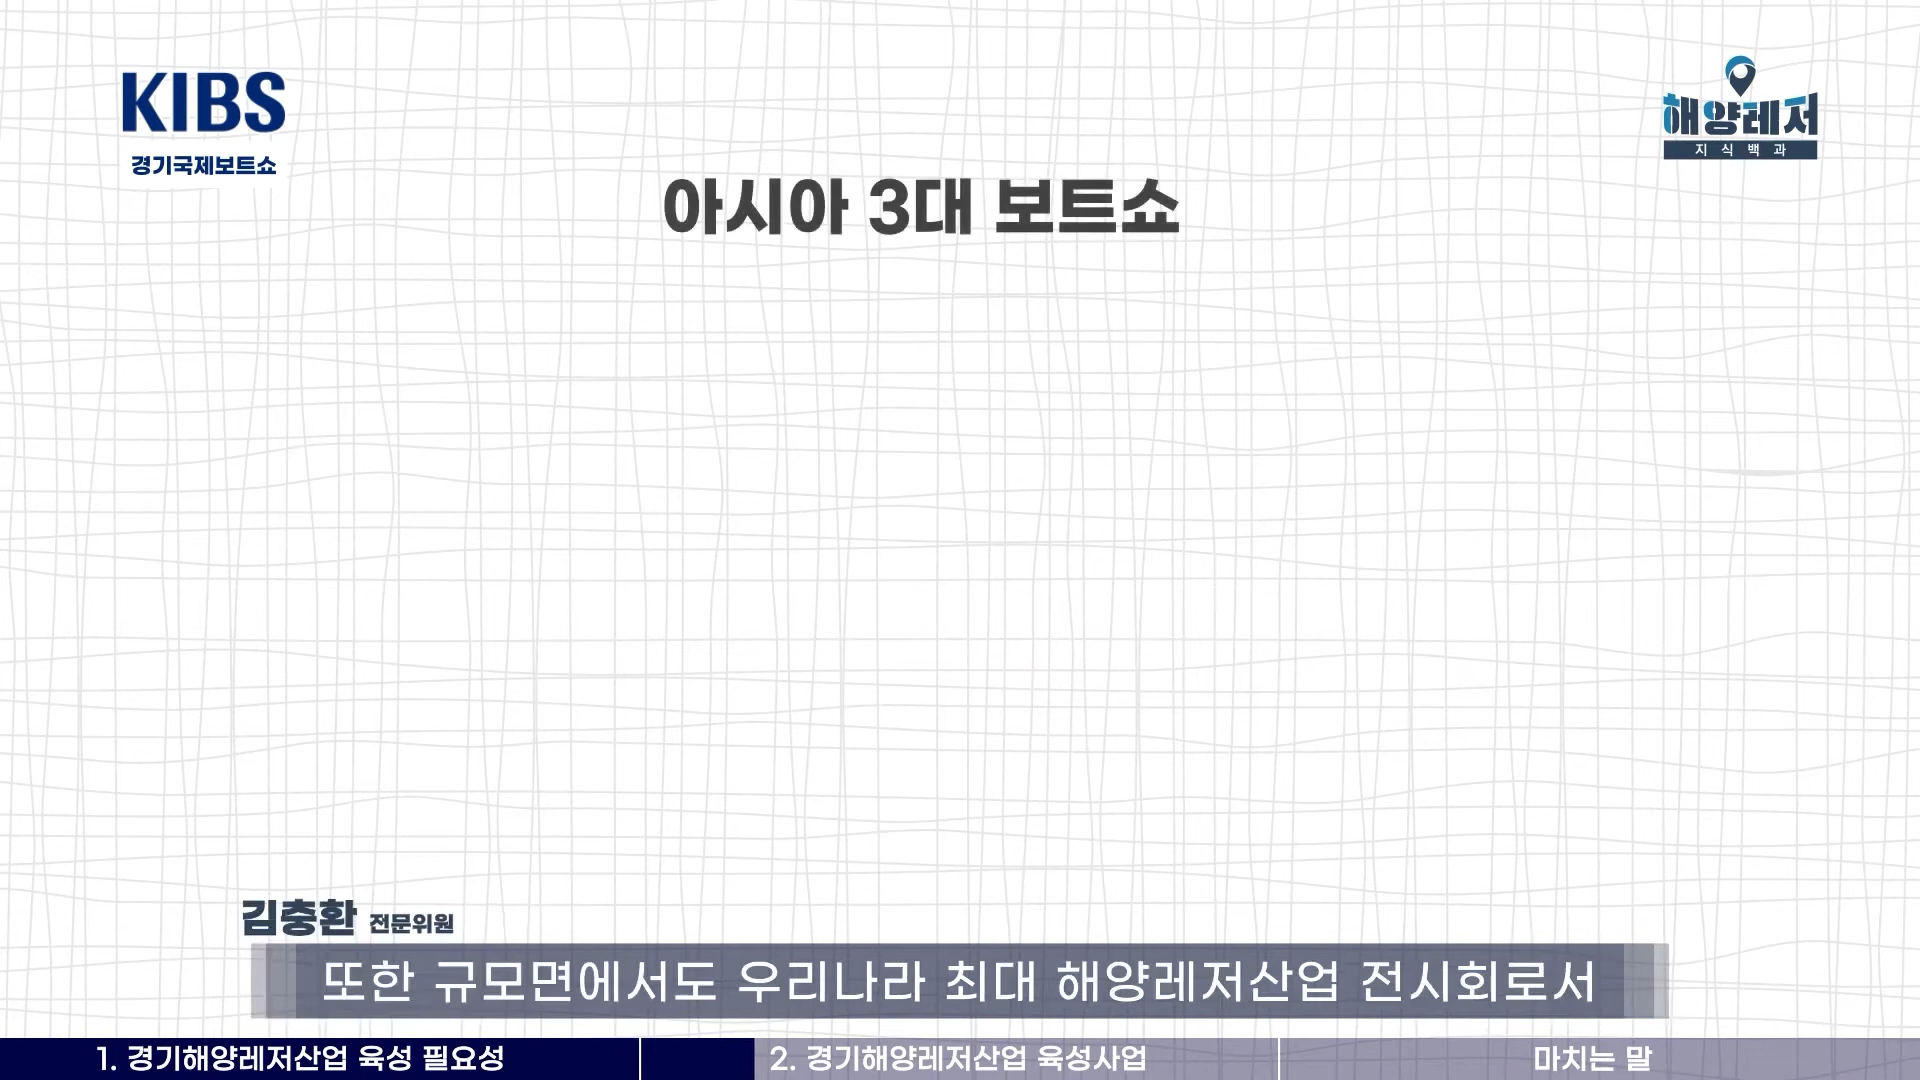 KIBS
경기국제보트쇼
해양레저
지식백과
아시아 3대 보트쇼
김충환 전문위원
또한 규모면에서도 우리나라 최대 해양레저산업 전시회로서
1. 경기해양레저산업 육성 필요성
2. 경기해양레저산업 육성사업
마치는 말